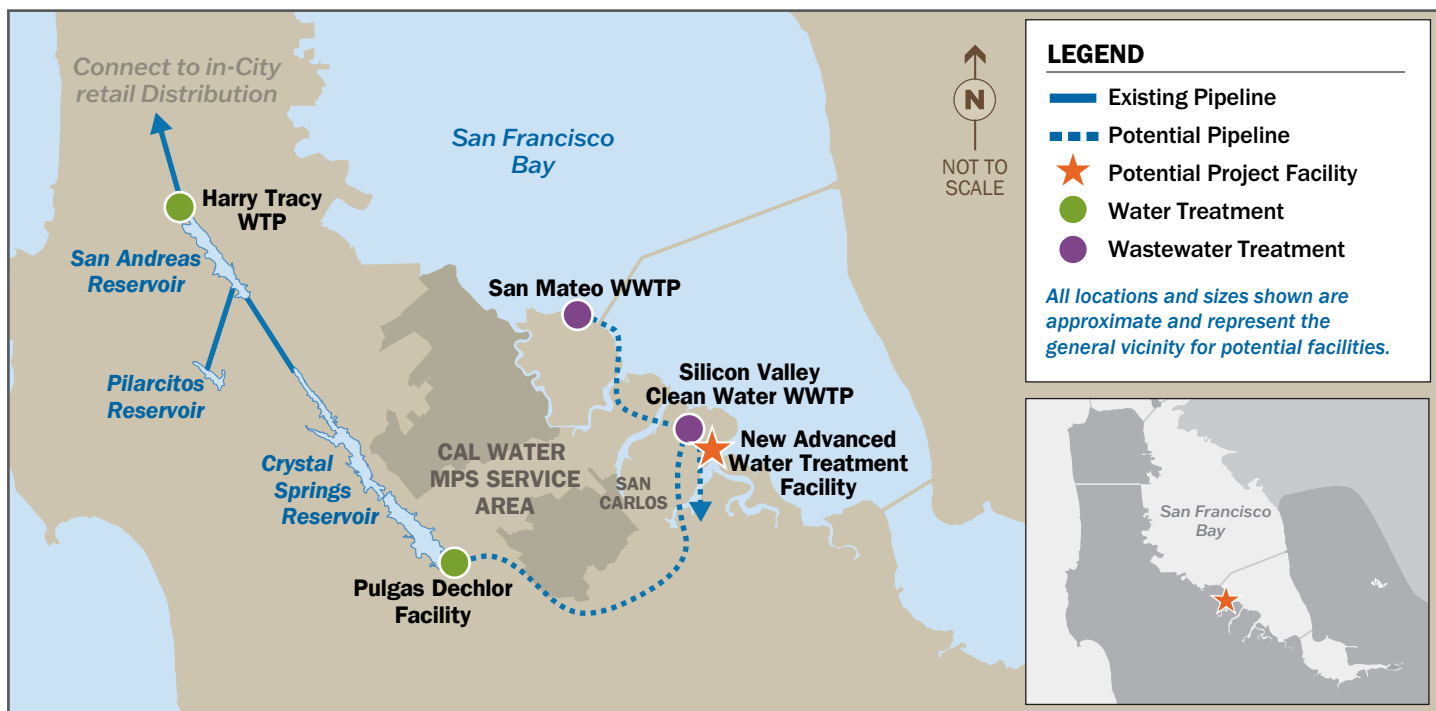 Connect to in-City
retail Distribution
San Francisco
Bay
N
NOT TO
SCALE
Harry Tracy
WTP
San Andreas
Reservoir
Pilarcitos
Reservoir
Crystal
Springs
Reservoir
San Mateo WWTP
Silicon Valley
Clean Water WWTP
New Advanced
Water Treatment
Facility
CAL WATER
MPS SERVICE
AREA
SAN
CARLOS
Pulgas Dechlor
Facility
LEGEND
Existing Pipeline
Potential Pipeline
Potential Project Facility
Water Treatment
Wastewater Treatment
All locations and sizes shown are
approximate and represent the
general vicinity for potential facilities.
San Francisco
Bay